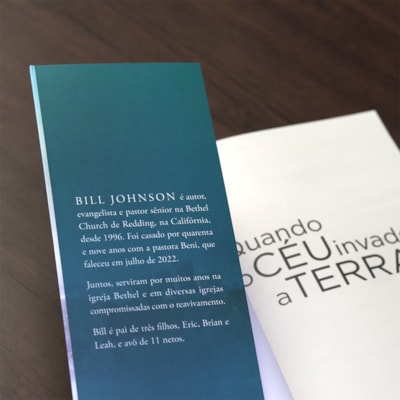 BILL JOHNSON é autor,
evangelista e pastor sênior na Bethel
Church de Redding, na Califórnia,
desde 1996. Foi casado por quarenta
e nove anos com a pastora Beni, que
faleceu em julho de 2022.
Juntos, serviram por muitos anos na
igreja Bethel e em diversas igrejas
compromissadas com o reavivamento.
Bill é pai de três filhos, Eric, Brian e
Leah, e avô de 11 netos.
Quando
o CÉU invade
a TERRA